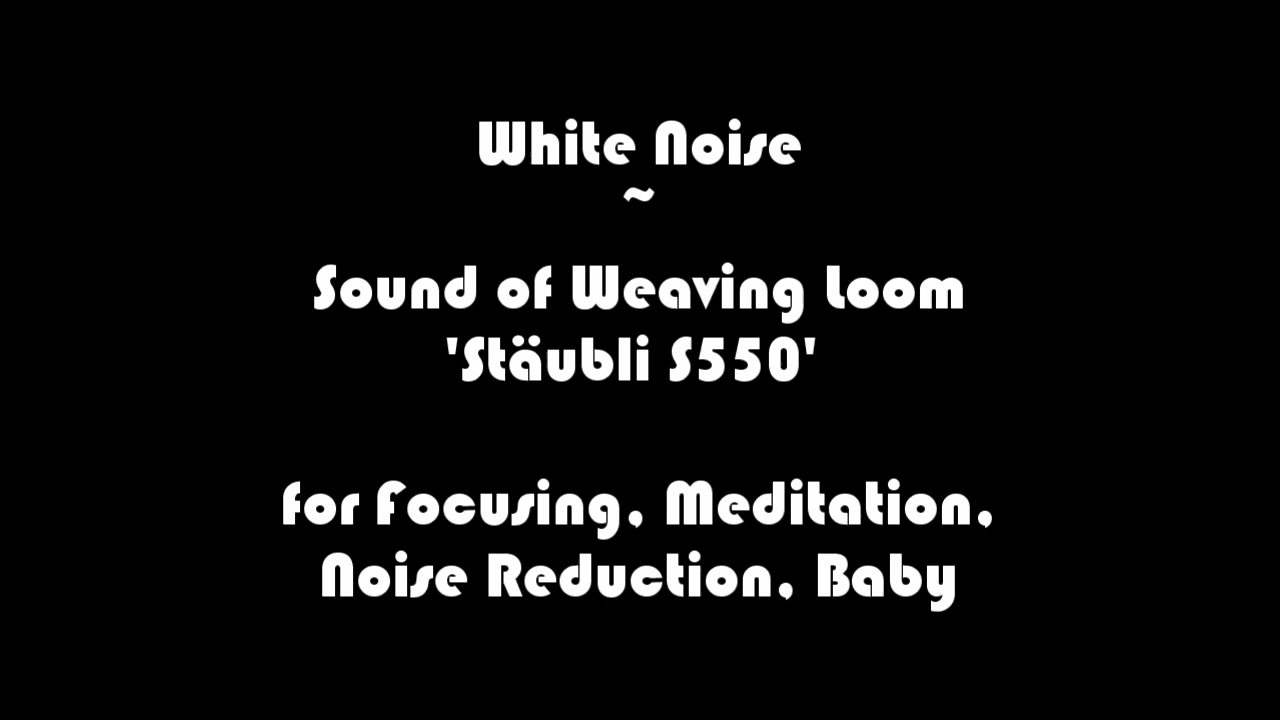 White Noise
~
Sound of Weaving Loom
'Stäubli S550'
for Focusing, Meditation,
Noise Reduction, Baby